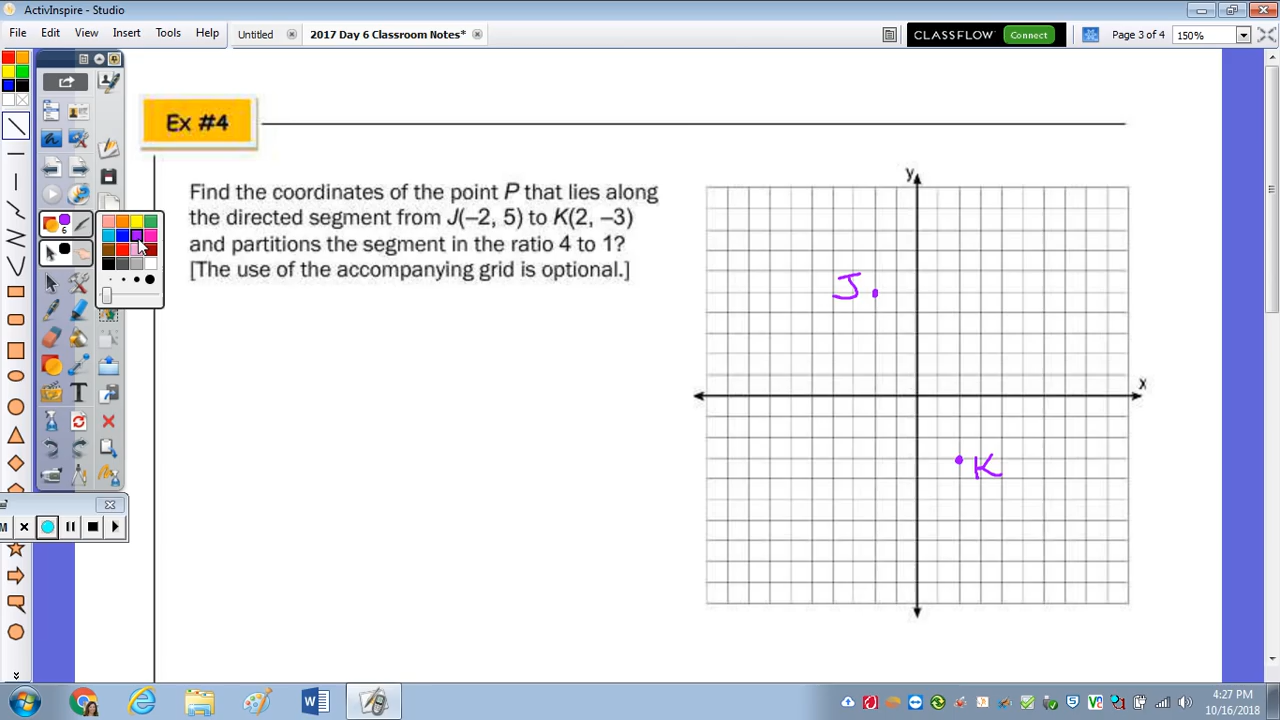 ActivInspire - Studio
File Edit View Insert Tools Help Untitled 2017 Day 6 Classroom Notes* CLASSFLOW Connect Page 3 of 4 150%
Ex #4
Find the coordinates of the point P that lies along
the directed segment from J(–2, 5) to K(2, –3)
and partitions the segment in the ratio 4 to 1?
[The use of the accompanying grid is optional.]
y
J
x
K
6
T
M
4:27 PM
10/16/2018